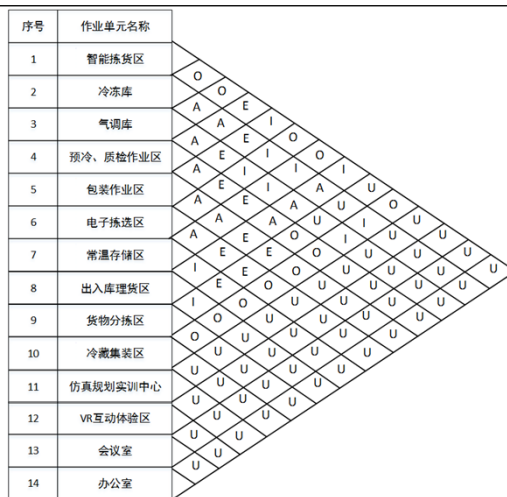 序号 作业单元名称
1 智能拣货区
O
2 冷冻库 O
A E
3 气调库 A I
A E O
4 预冷、质检作业区 E I O
A I I I
5 包装作业区 E I A U
A E A U O
6 电子拣选区 A A U I U
A E O I U U
7 常温存储区 E E O U U U
I E O U U U U
8 出入库理货区 E O U U U U
I O U U U U
9 货物分拣区 O U U U U
O U U U U
10 冷藏集装区 U U U U
U U U U
11 仿真规划实训中心 U U U
U U U
12 VR互动体验区 U U
U U
13 会议室 U
U
14 办公室